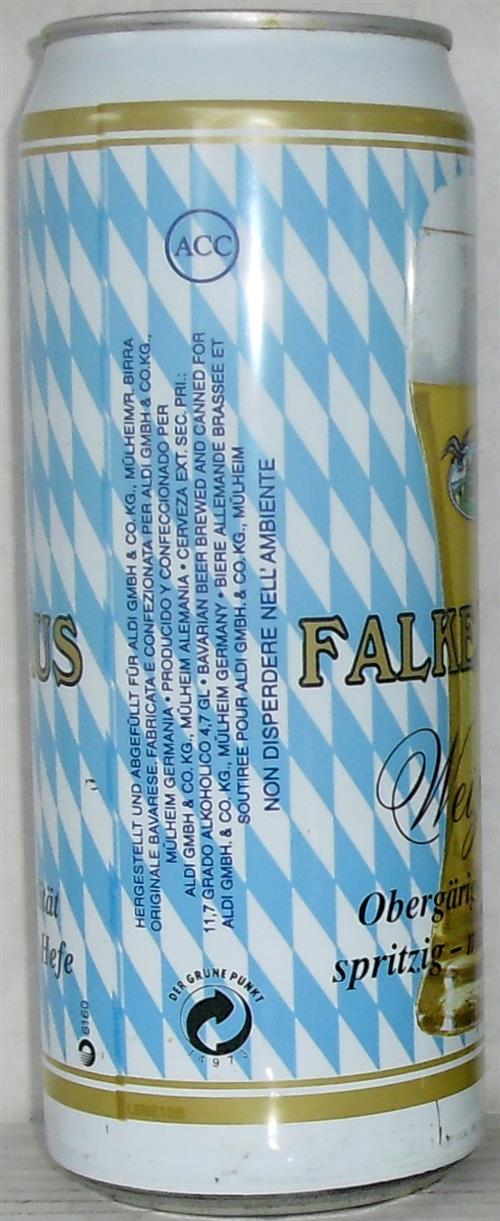 ACC
HERGESTELLT UND ABGEFÜLLT FÜR ALDI GMBH & CO. KG., MÜLHEIM/R. BIRRA
ORIGINALE BAVARESE, FABRICATA E CONFEZIONATA PER ALDI GMBH & CO.KG.,
MÜLHEIM GERMANIA • PRODUCIDO Y CONFECCIONADO PER
ALDI GMBH & CO. KG., MÜLHEIM ALEMANIA • CERVEZA EXT. SEC. PRI.:
11,7 GRADO ALKOHOLICO 4,7 GL • BAVARIAN BEER BREWED AND CANNED FOR
ALDI GMBH. & CO. KG., MÜLHEIM GERMANY • BIERE ALLEMANDE BRASSEE ET
SOUTIREE POUR ALDI GMBH. & CO. KG., MÜLHEIM
NON DISPERDERE NELL' AMBIENTE
US
FALKE
Wei
tät
Hefe
Obergärig
spritzig –
DER GRÜNE PUNKT
14973
6160